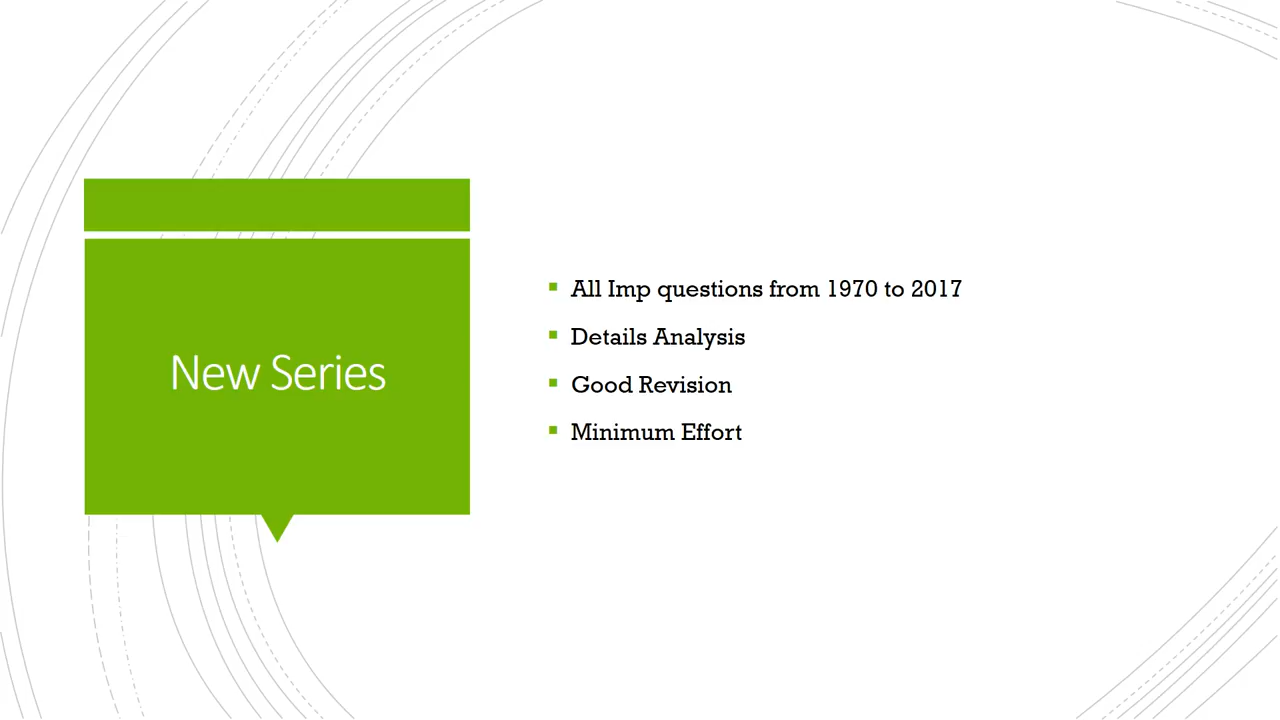 New Series
All Imp questions from 1970 to 2017
Details Analysis
Good Revision
Minimum Effort